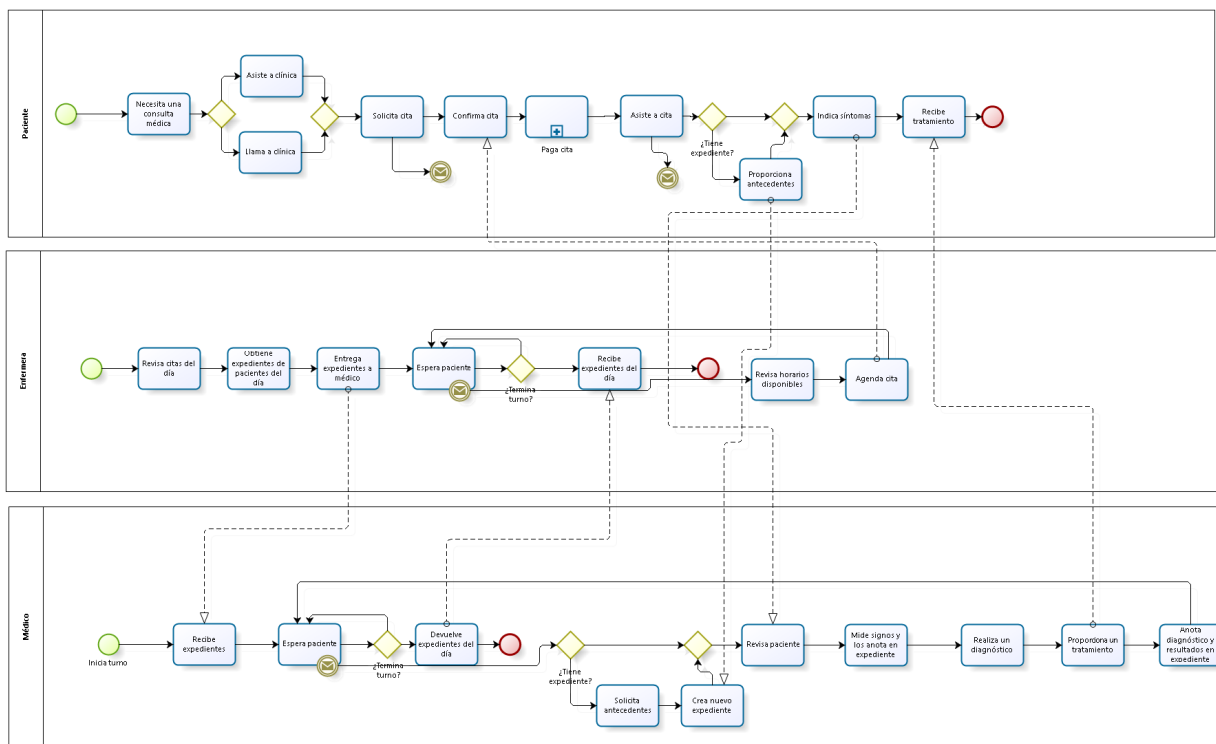 Paciente
Necesita una
consulta
médica
Asiste a clínica
Llama a clínica
Solicita cita
Confirma cita
Paga cita
Asiste a cita
¿Tiene
expediente?
Proporciona
antecedentes
Indica síntomas
Recibe
tratamiento
Enfermera
Revisa citas del
día
Obtiene
expedientes de
pacientes del
día
Entrega
expedientes a
médico
Espera paciente
¿Termina
turno?
Recibe
expedientes del
día
Revisa horarios
disponibles
Agenda cita
Médico
Inicia turno
Recibe
expedientes
Espera paciente
¿Termina
turno?
Devuelve
expedientes del
día
¿Tiene
expediente?
Solicita
antecedentes
Crea nuevo
expediente
Revisa paciente
Mide signos y
los anota en
expediente
Realiza un
diagnóstico
Proporciona un
tratamiento
Anota
diagnóstico y
resultados en
expediente